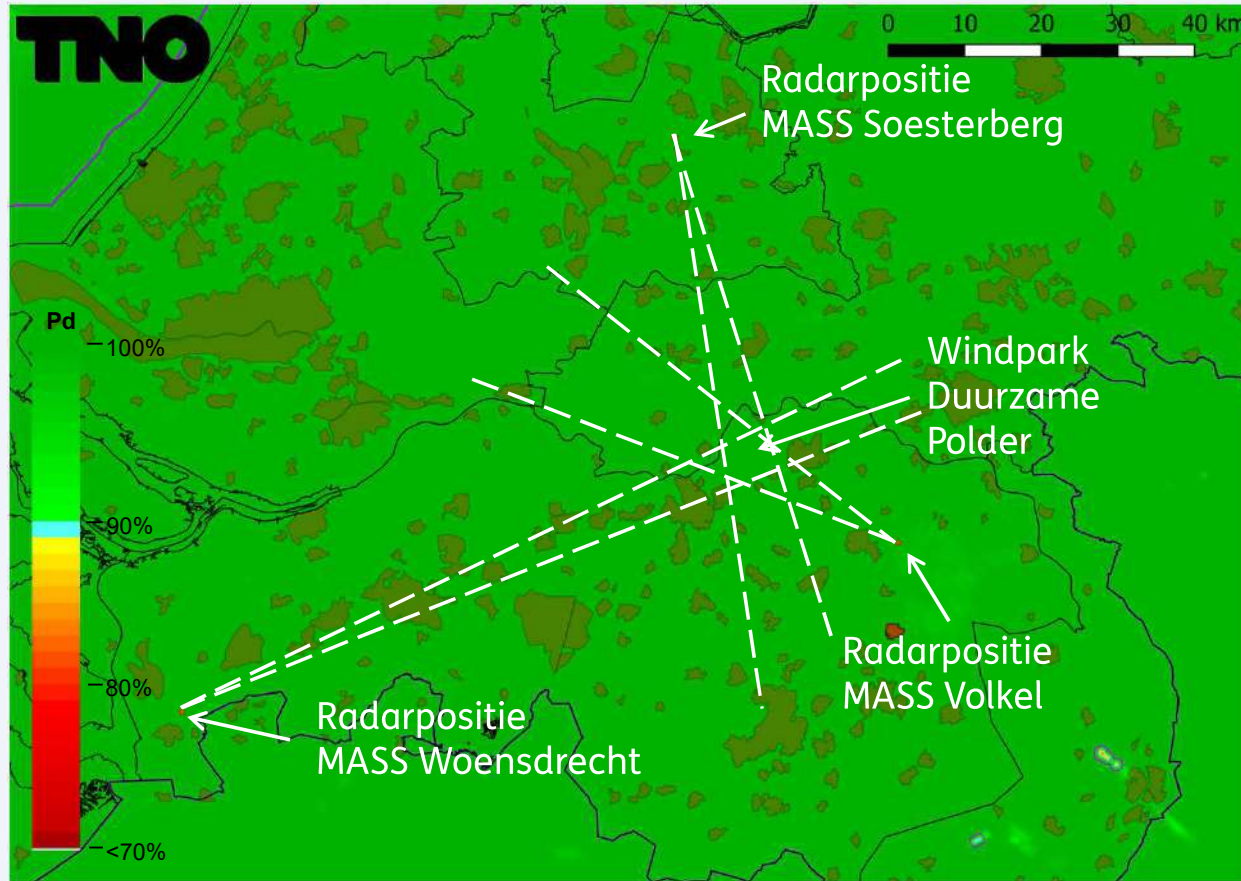 TNO
0 10 20 30 40 km
Radarpositie
MASS Soesterberg
Windpark
Duurzame
Polder
Pd
100%
90%
80%
<70%
Radarpositie
MASS Volkel
Radarpositie
MASS Woensdrecht